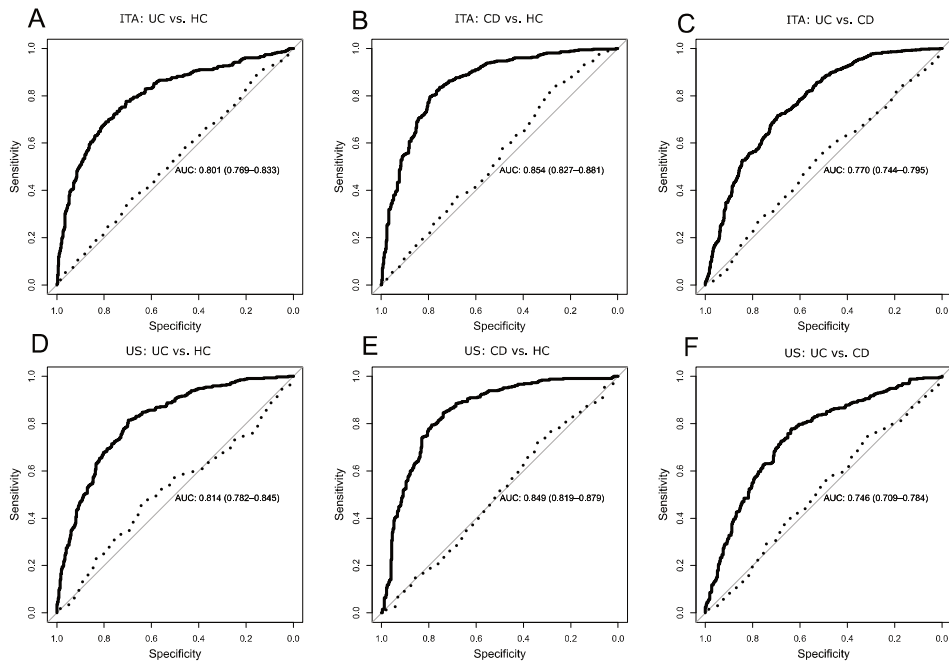 A
ITA: UC vs. HC
Sensitivity
0.0 0.2 0.4 0.6 0.8 1.0
AUC: 0.801 (0.769–0.833)
1.0 0.8 0.6 0.4 0.2 0.0
Specificity
B
ITA: CD vs. HC
Sensitivity
0.0 0.2 0.4 0.6 0.8 1.0
AUC: 0.854 (0.827–0.881)
1.0 0.8 0.6 0.4 0.2 0.0
Specificity
C
ITA: UC vs. CD
Sensitivity
0.0 0.2 0.4 0.6 0.8 1.0
AUC: 0.770 (0.744–0.795)
1.0 0.8 0.6 0.4 0.2 0.0
Specificity
D
US: UC vs. HC
Sensitivity
0.0 0.2 0.4 0.6 0.8 1.0
AUC: 0.814 (0.782–0.845)
1.0 0.8 0.6 0.4 0.2 0.0
Specificity
E
US: CD vs. HC
Sensitivity
0.0 0.2 0.4 0.6 0.8 1.0
AUC: 0.849 (0.819–0.879)
1.0 0.8 0.6 0.4 0.2 0.0
Specificity
F
US: UC vs. CD
Sensitivity
0.0 0.2 0.4 0.6 0.8 1.0
AUC: 0.746 (0.709–0.784)
1.0 0.8 0.6 0.4 0.2 0.0
Specificity